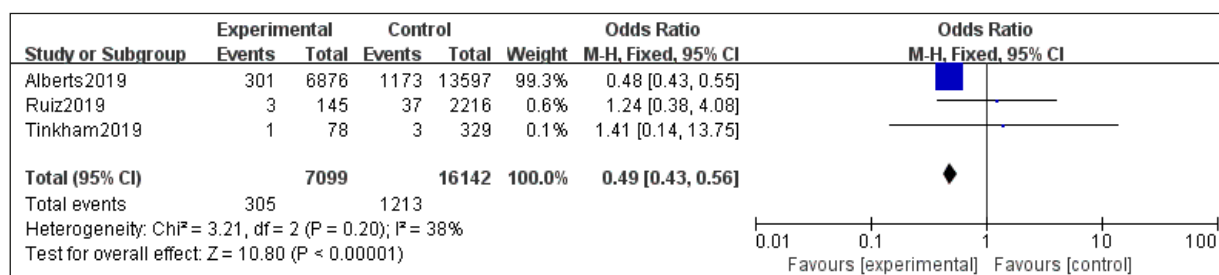 Experimental Control Odds Ratio Odds Ratio
Study or Subgroup Events Total Events Total Weight M-H, Fixed, 95% CI M-H, Fixed, 95% CI
Alberts2019 301 6876 1173 13597 99.3% 0.48 [0.43, 0.55]
Ruiz2019 3 145 37 2216 0.6% 1.24 [0.38, 4.08]
Tinkham2019 1 78 3 329 0.1% 1.41 [0.14, 13.75]
Total (95% CI) 7099 16142 100.0% 0.49 [0.43, 0.56]
Total events 305 1213
Heterogeneity: Chi² = 3.21, df = 2 (P = 0.20); I² = 38%
Test for overall effect: Z = 10.80 (P < 0.00001)
0.01 0.1 1 10 100
Favours [experimental] Favours [control]